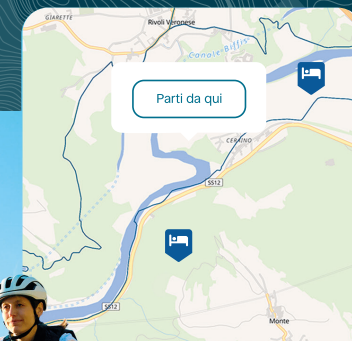 GIARETTE
Rivoli Veronese
Canale Biffis
Parti da qui
CERAINO
SS12
SS12
Monte